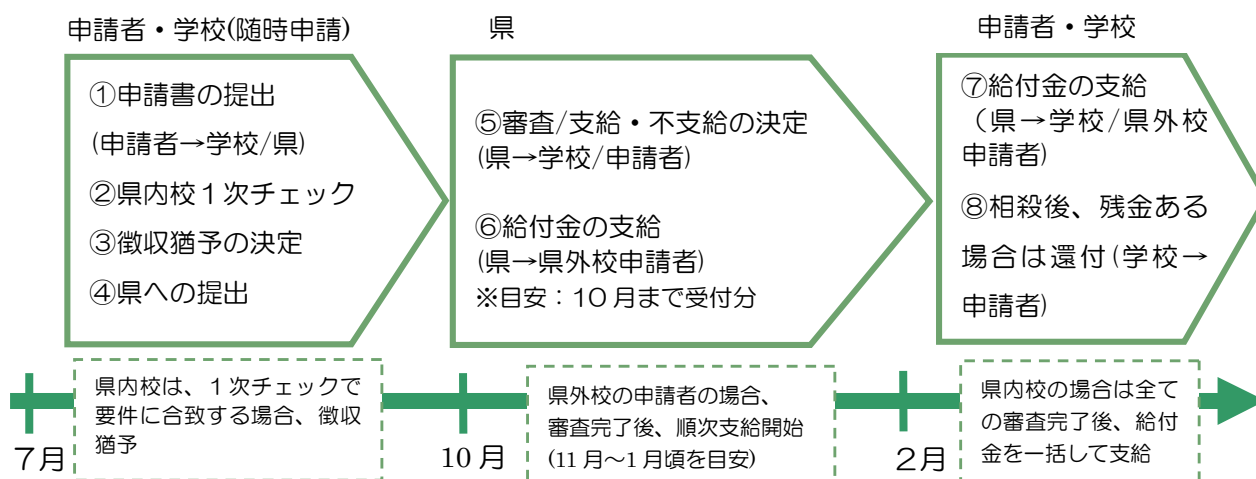 申請者・学校(随時申請)
①申請書の提出
(申請者→学校/県)
②県内校１次チェック
③徴収猶予の決定
④県への提出
県
⑤審査/支給・不支給の決定
(県→学校/申請者)
⑥給付金の支給
(県→県外校申請者)
※目安：10月まで受付分
申請者・学校
⑦給付金の支給
（県→学校/県外校
申請者)
⑧相殺後、残金ある
場合は還付(学校→
申請者)
7月
県内校は、１次チェックで
要件に合致する場合、徴収
猶予
10月
県外校の申請者の場合、
審査完了後、順次支給開始
(11月～1月頃を目安)
2月
県内校の場合は全て
の審査完了後、給付
金を一括して支給